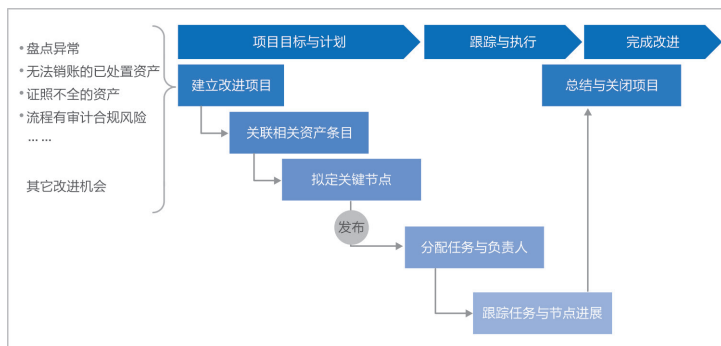 项目目标与计划
跟踪与执行
完成改进
• 盘点异常
• 无法销账的已处置资产
• 证照不全的资产
• 流程有审计合规风险
… …
其它改进机会
建立改进项目
总结与关闭项目
关联相关资产条目
拟定关键节点
发布
分配任务与负责人
跟踪任务与节点进展